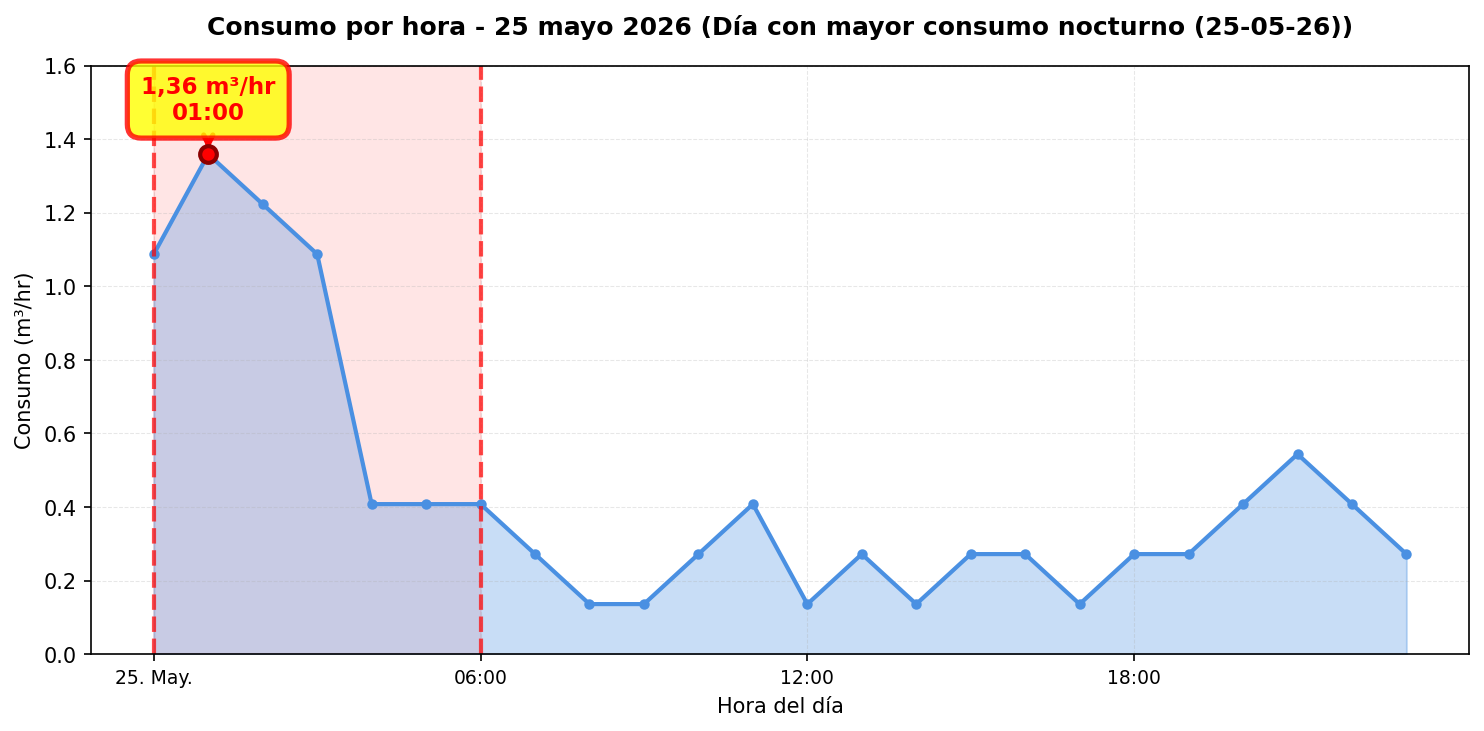 Consumo por hora - 25 mayo 2026 (Día con mayor consumo nocturno (25-05-26))
1,36 m³/hr
01:00
Consumo (m³/hr)
1.6
1.4
1.2
1.0
0.8
0.6
0.4
0.2
0.0
25. May.
06:00
12:00
18:00
Hora del día